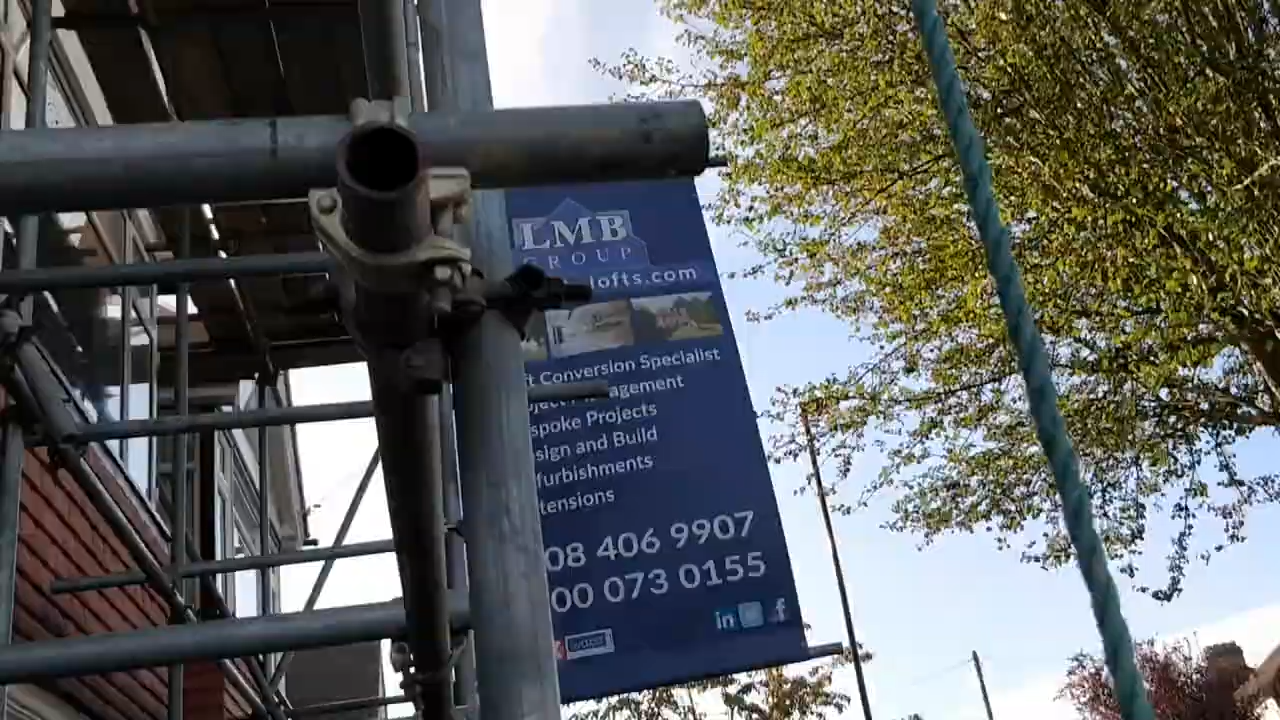 LMB
GROUP
lofts.com
t Conversion Specialist
agement
spoke Projects
sign and Build
furbishments
tensions
08 406 9907
00 073 0155
in f